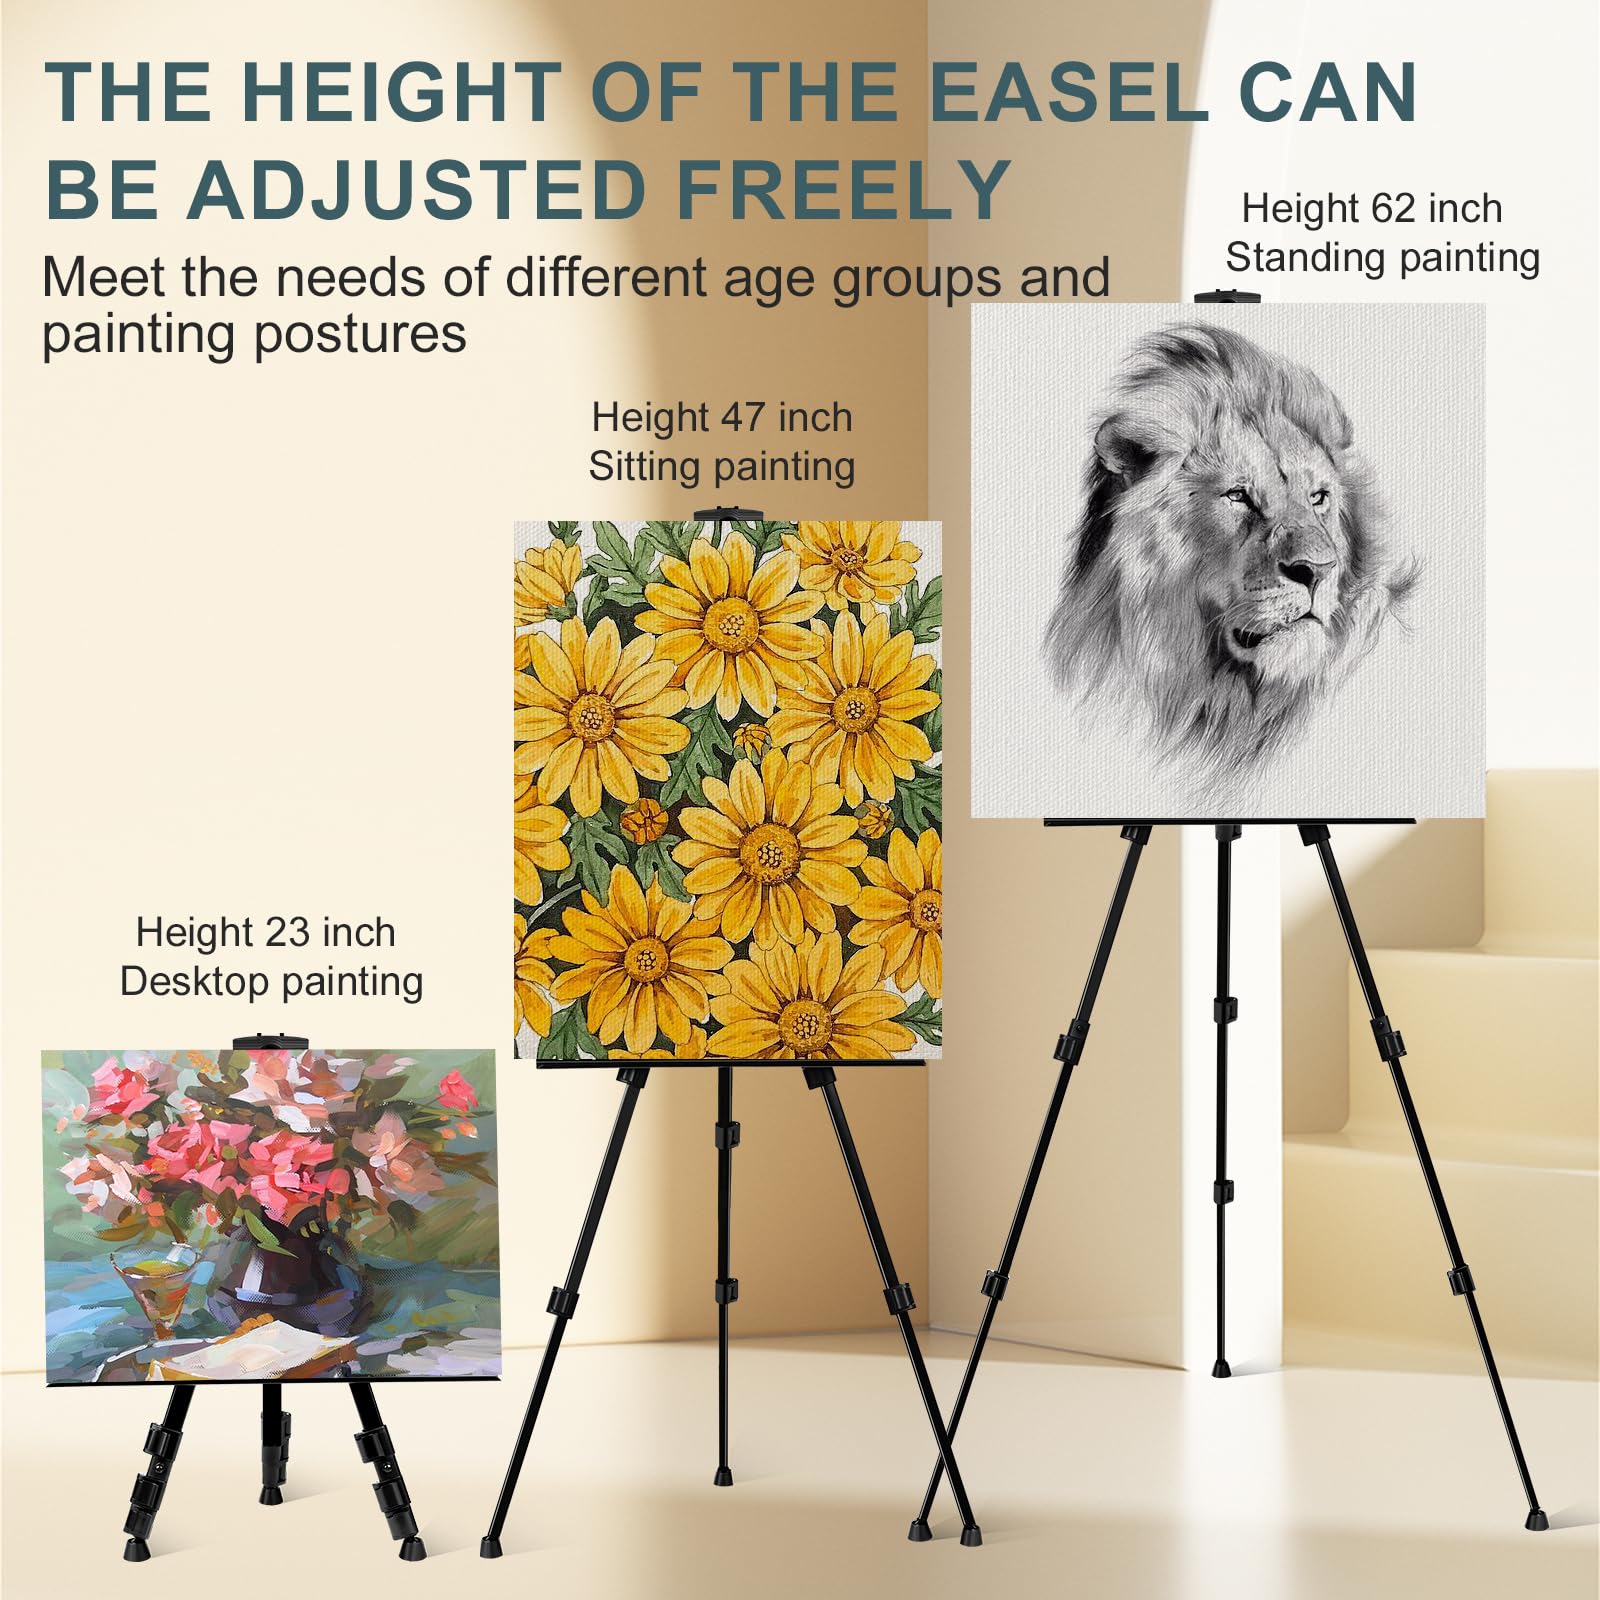 THE HEIGHT OF THE EASEL CAN
BE ADJUSTED FREELY
Meet the needs of different age groups and
painting postures
Height 62 inch
Standing painting
Height 47 inch
Sitting painting
Height 23 inch
Desktop painting